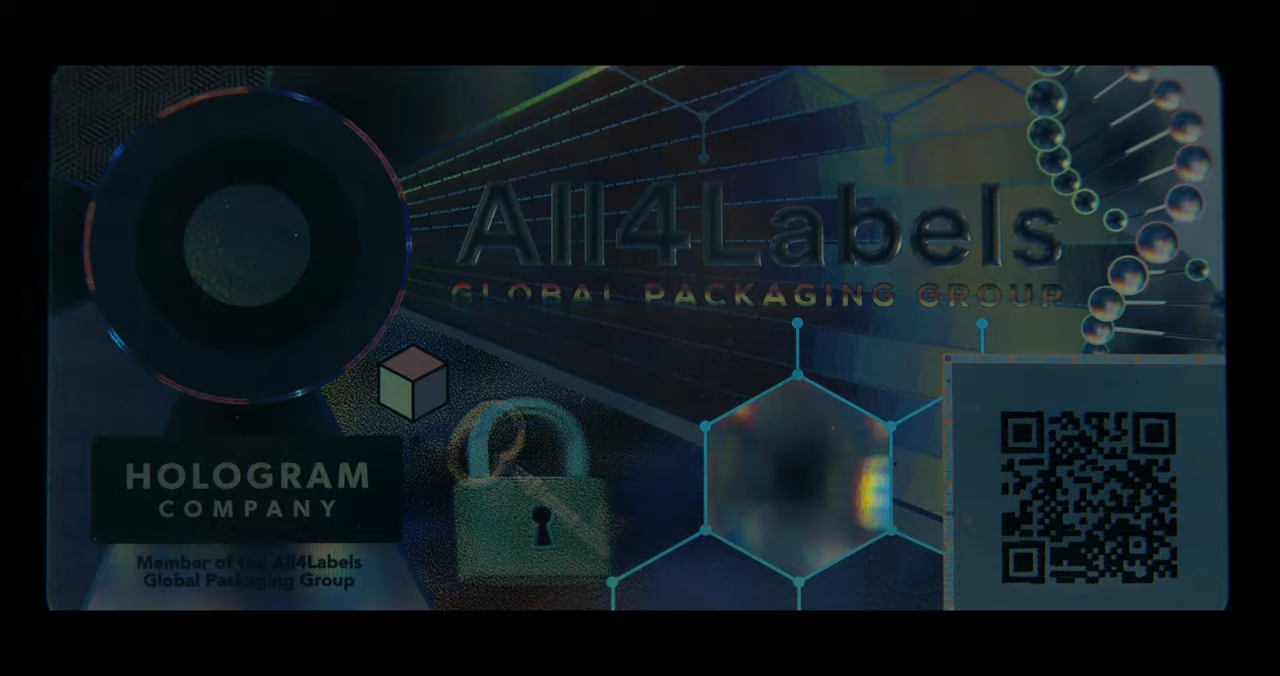 All4Labels
GLOBAL PACKAGING GROUP
HOLOGRAM
COMPANY
Member of the All4Labels
Global Packaging Group